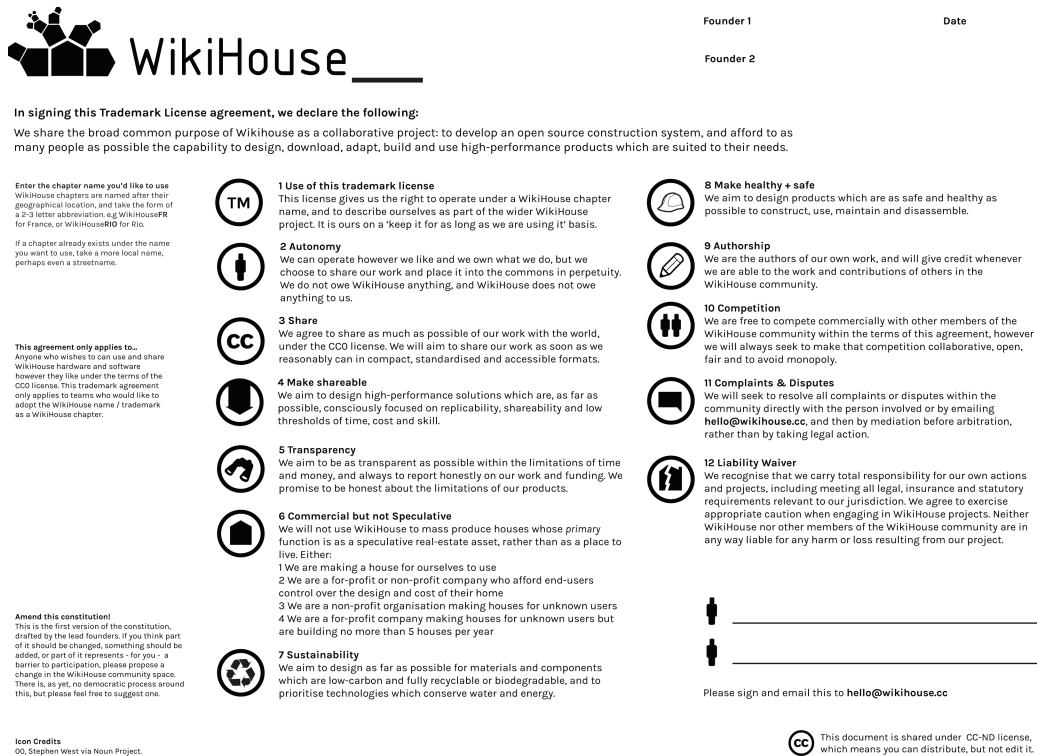 WikiHouse___
Founder 1
Date
Founder 2
In signing this Trademark License agreement, we declare the following:
We share the broad common purpose of Wikihouse as a collaborative project: to develop an open source construction system, and afford to as
many people as possible the capability to design, download, adapt, build and use high-performance products which are suited to their needs.
Enter the chapter name you'd like to use
WikiHouse chapters are named after their
geographical location, and take the form of
a 2-3 letter abbreviation. e.g WikiHouseFR
for France, or WikiHouseRIO for Rio.
If a chapter already exists under the name
you want to use, take a more local name,
perhaps even a streetname.
This agreement only applies to...
Anyone who wishes to can use and share
WikiHouse hardware and software
however they like under the terms of the
CC0 license. This trademark agreement
only applies to teams who would like to
adopt the WikiHouse name / trademark
as a WikiHouse chapter.
Amend this constitution!
This is the first version of the constitution,
drafted by the lead founders. If you think part
of it should be changed, something should be
added, or part of it represents - for you - a
barrier to participation, please propose a
change in the WikiHouse community space.
There is, as yet, no democratic process around
this, but please feel free to suggest one.
Icon Credits
00, Stephen West via Noun Project.
TM
1 Use of this trademark license
This license gives us the right to operate under a WikiHouse chapter
name, and to describe ourselves as part of the wider WikiHouse
project. It is ours on a 'keep it for as long as we are using it' basis.
2 Autonomy
We can operate however we like and we own what we do, but we
choose to share our work and place it into the commons in perpetuity.
We do not owe WikiHouse anything, and WikiHouse does not owe
anything to us.
CC
3 Share
We agree to share as much as possible of our work with the world,
under the CC0 license. We will aim to share our work as soon as we
reasonably can in compact, standardised and accessible formats.
4 Make shareable
We aim to design high-performance solutions which are, as far as
possible, consciously focused on replicability, shareability and low
thresholds of time, cost and skill.
5 Transparency
We aim to be as transparent as possible within the limitations of time
and money, and always to report honestly on our work and funding. We
promise to be honest about the limitations of our products.
6 Commercial but not Speculative
We will not use WikiHouse to mass produce houses whose primary
function is as a speculative real-estate asset, rather than as a place to
live. Either:
1 We are making a house for ourselves to use
2 We are a for-profit or non-profit company who afford end-users
control over the design and cost of their home
3 We are a non-profit organisation making houses for unknown users
4 We are a for-profit company making houses for unknown users but
are building no more than 5 houses per year
7 Sustainability
We aim to design as far as possible for materials and components
which are low-carbon and fully recyclable or biodegradable, and to
prioritise technologies which conserve water and energy.
8 Make healthy + safe
We aim to design products which are as safe and healthy as
possible to construct, use, maintain and disassemble.
9 Authorship
We are the authors of our own work, and will give credit whenever
we are able to the work and contributions of others in the
WikiHouse community.
10 Competition
We are free to compete commercially with other members of the
WikiHouse community within the terms of this agreement, however
we will always seek to make that competition collaborative, open,
fair and to avoid monopoly.
11 Complaints & Disputes
We will seek to resolve all complaints or disputes within the
community directly with the person involved or by emailing
hello@wikihouse.cc, and then by mediation before arbitration,
rather than by taking legal action.
12 Liability Waiver
We recognise that we carry total responsibility for our own actions
and projects, including meeting all legal, insurance and statutory
requirements relevant to our jurisdiction. We agree to exercise
appropriate caution when engaging in WikiHouse projects. Neither
WikiHouse nor other members of the WikiHouse community are in
any way liable for any harm or loss resulting from our project.
Please sign and email this to hello@wikihouse.cc
cc
This document is shared under CC-ND license,
which means you can distribute, but not edit it.